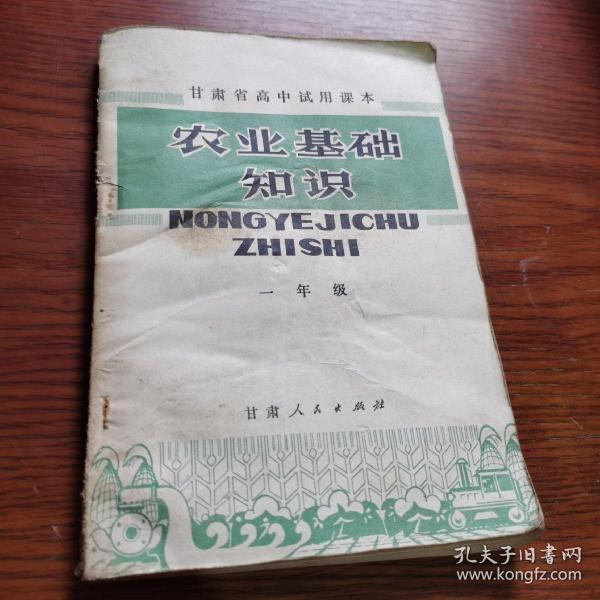 甘肃省高中试用课本
农业基础
知识
NONGYEJICHU
ZHISHI
一年级
甘肃人民出版社
孔夫子旧书网
www.kongfz.com